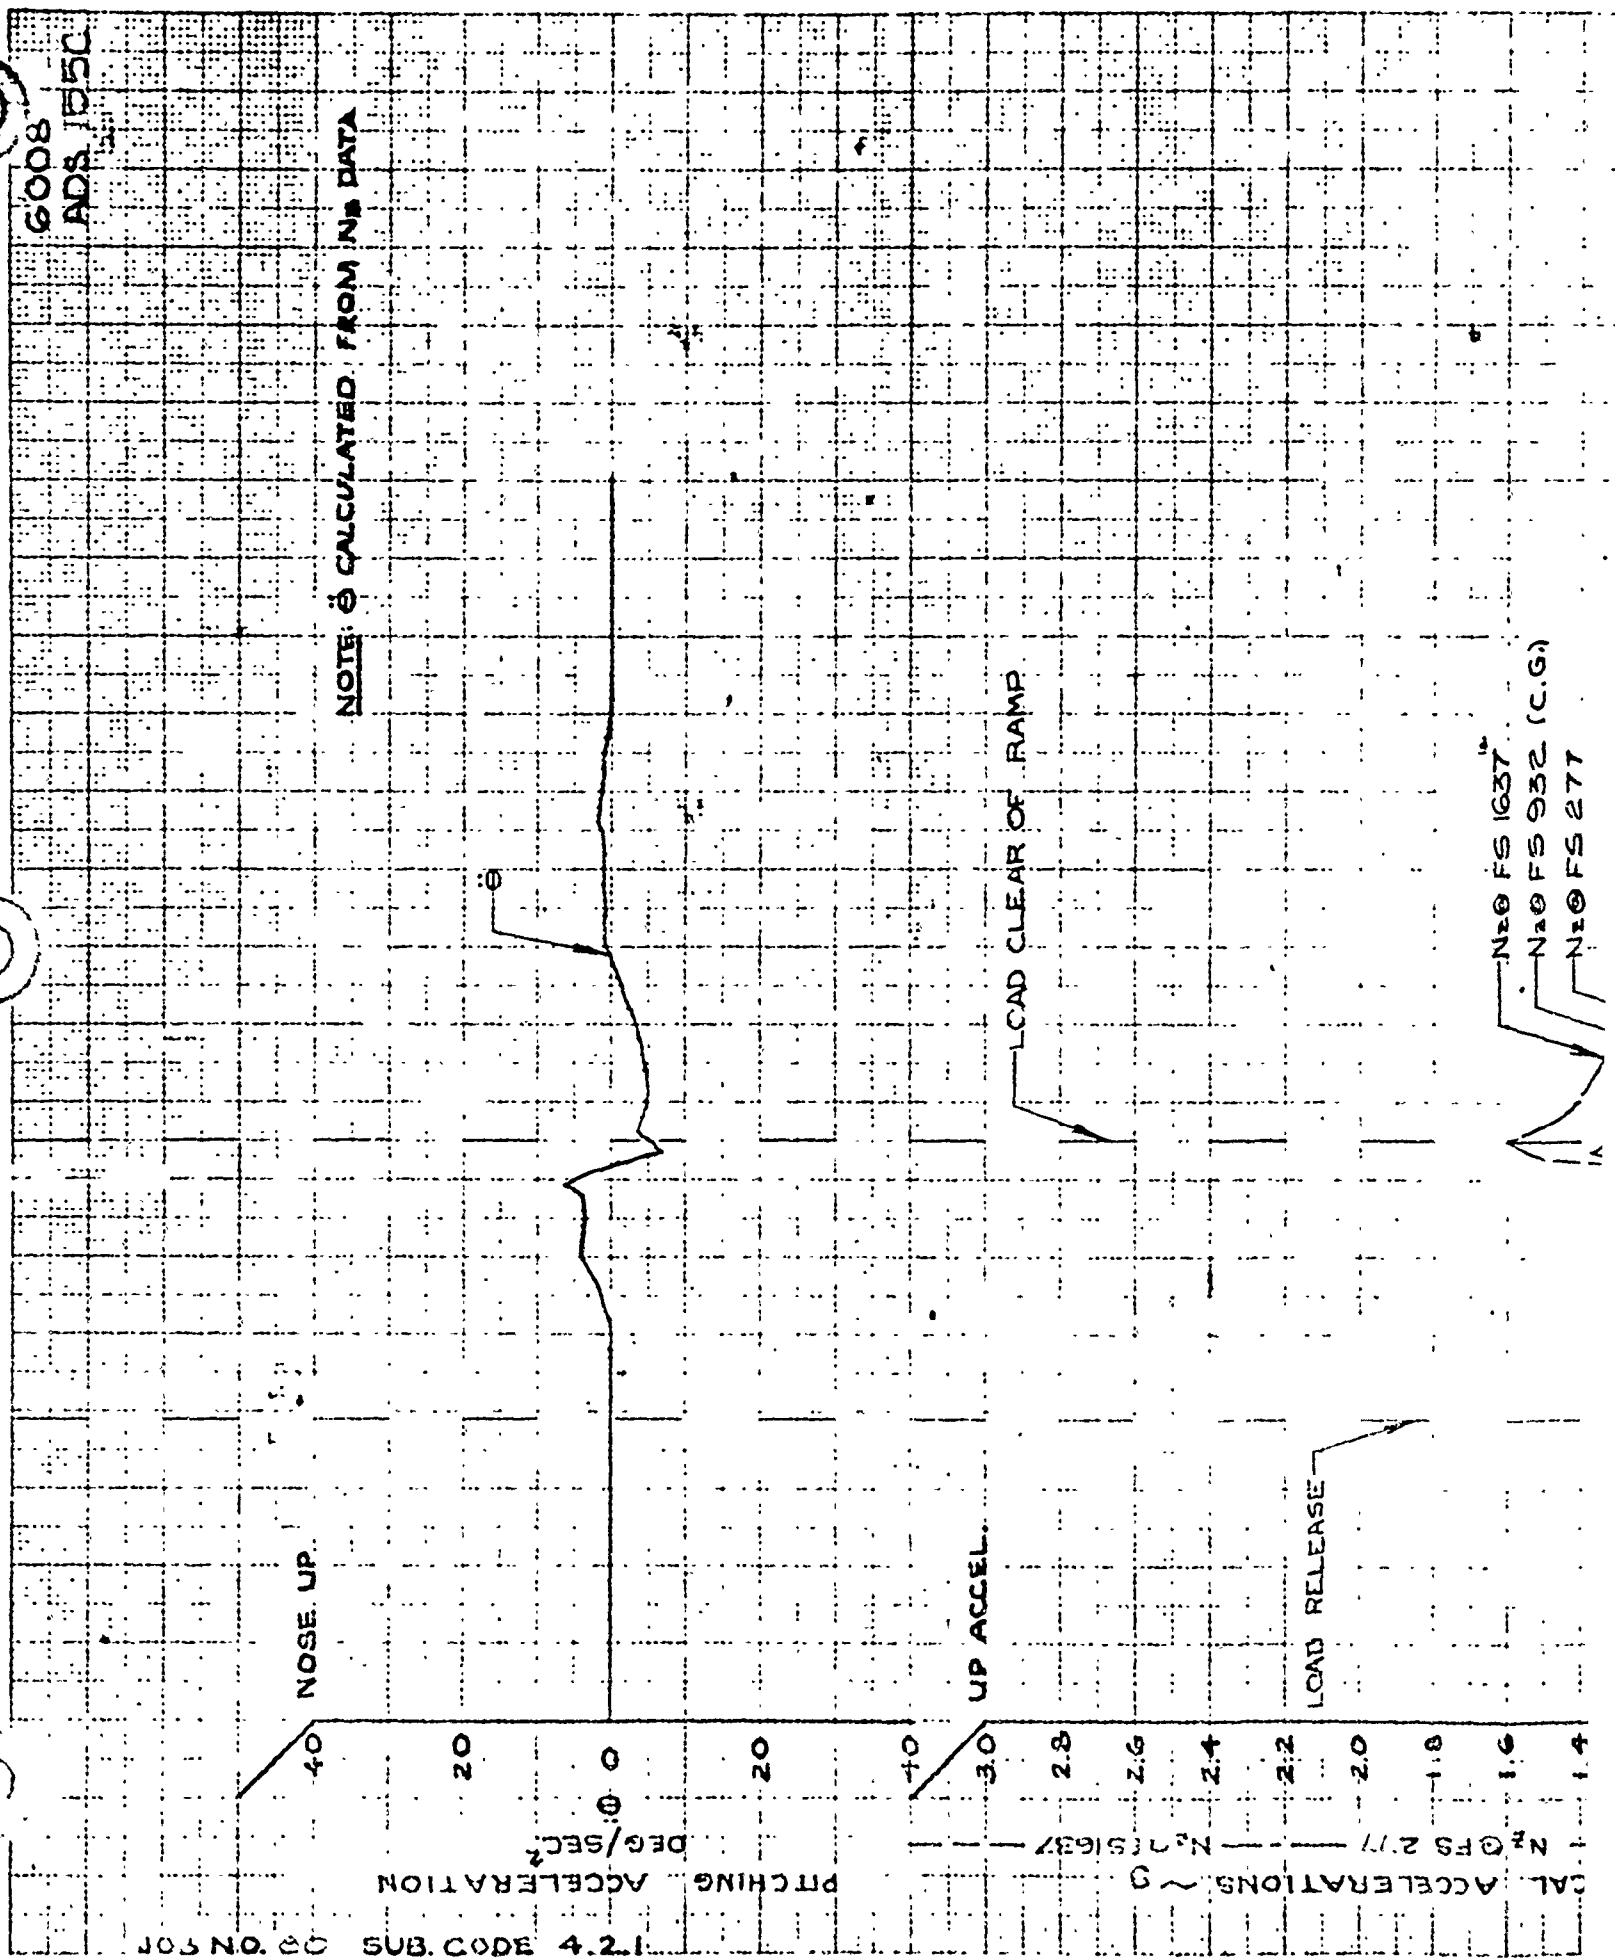 6008
ADS 155C
NOTE: Θ̈ CALCULATED FROM Nz DATA
NOSE UP
Θ̈
40
20
0
20
40
Θ̈
DEG/SEC²
PITCHING ACCELERATION
LOAD CLEAR OF RAMP
UP ACCEL.
LOAD RELEASE
3.0
2.8
2.6
2.4
2.2
2.0
1.8
1.6
1.4
Nz@ FS 1637
Nz@ FS 932 (C.G.)
Nz@ FS 277
Nz @FS 277
FS1637
ACCELERATIONS ~ g
SUB. CODE 4.2.1